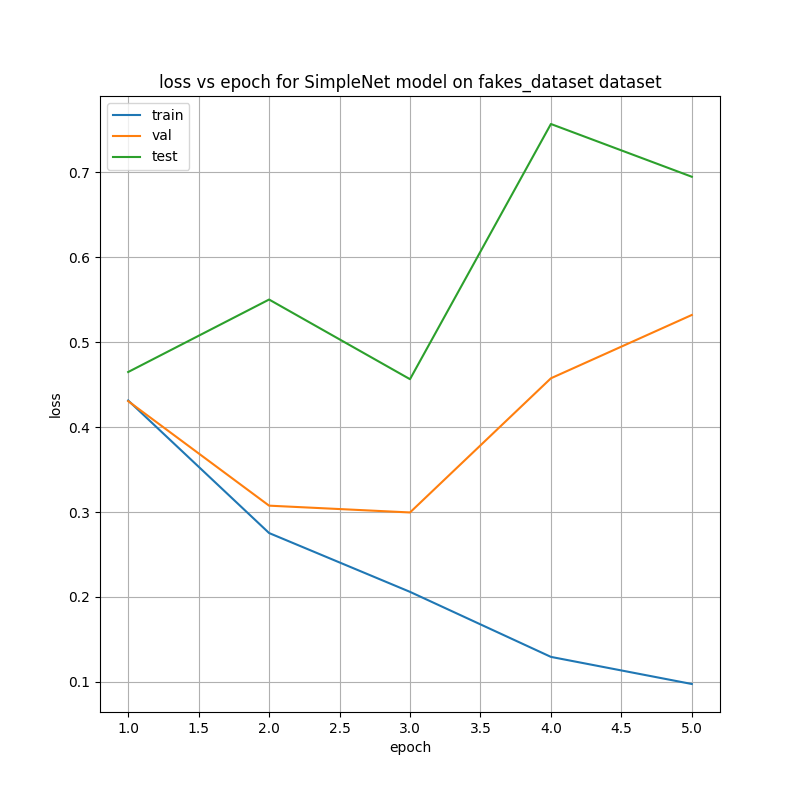 loss vs epoch for SimpleNet model on fakes_dataset dataset
train
val
test
0.7
0.6
0.5
0.4
0.3
0.2
0.1
loss
1.0 1.5 2.0 2.5 3.0 3.5 4.0 4.5 5.0
epoch